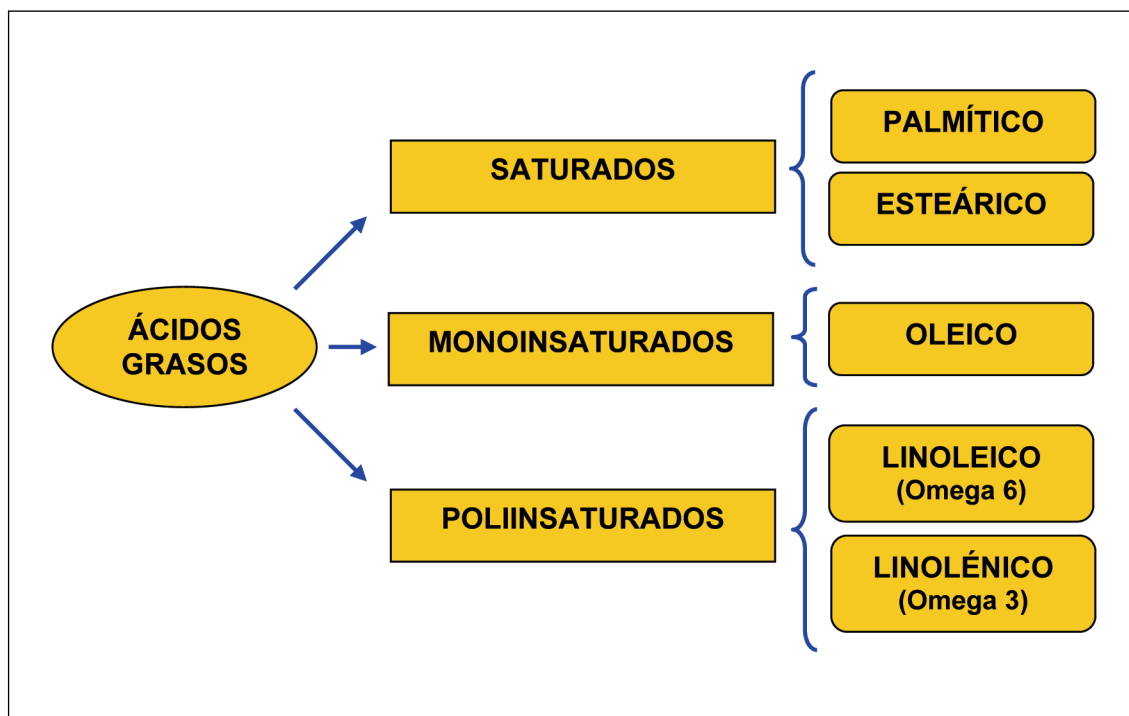 ÁCIDOS
GRASOS
SATURADOS
PALMÍTICO
ESTEÁRICO
MONOINSATURADOS
OLEICO
POLIINSATURADOS
LINOLEICO
(Omega 6)
LINOLÉNICO
(Omega 3)